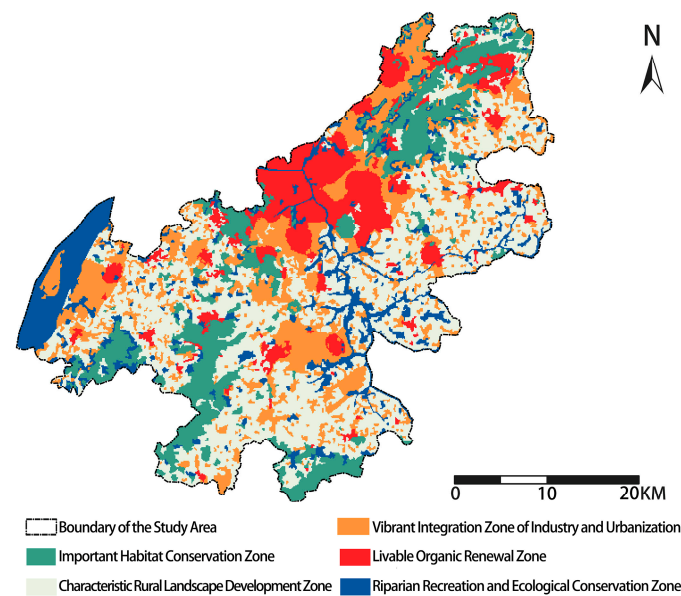 N
0 10 20KM
Boundary of the Study Area
Vibrant Integration Zone of Industry and Urbanization
Important Habitat Conservation Zone
Livable Organic Renewal Zone
Characteristic Rural Landscape Development Zone
Riparian Recreation and Ecological Conservation Zone